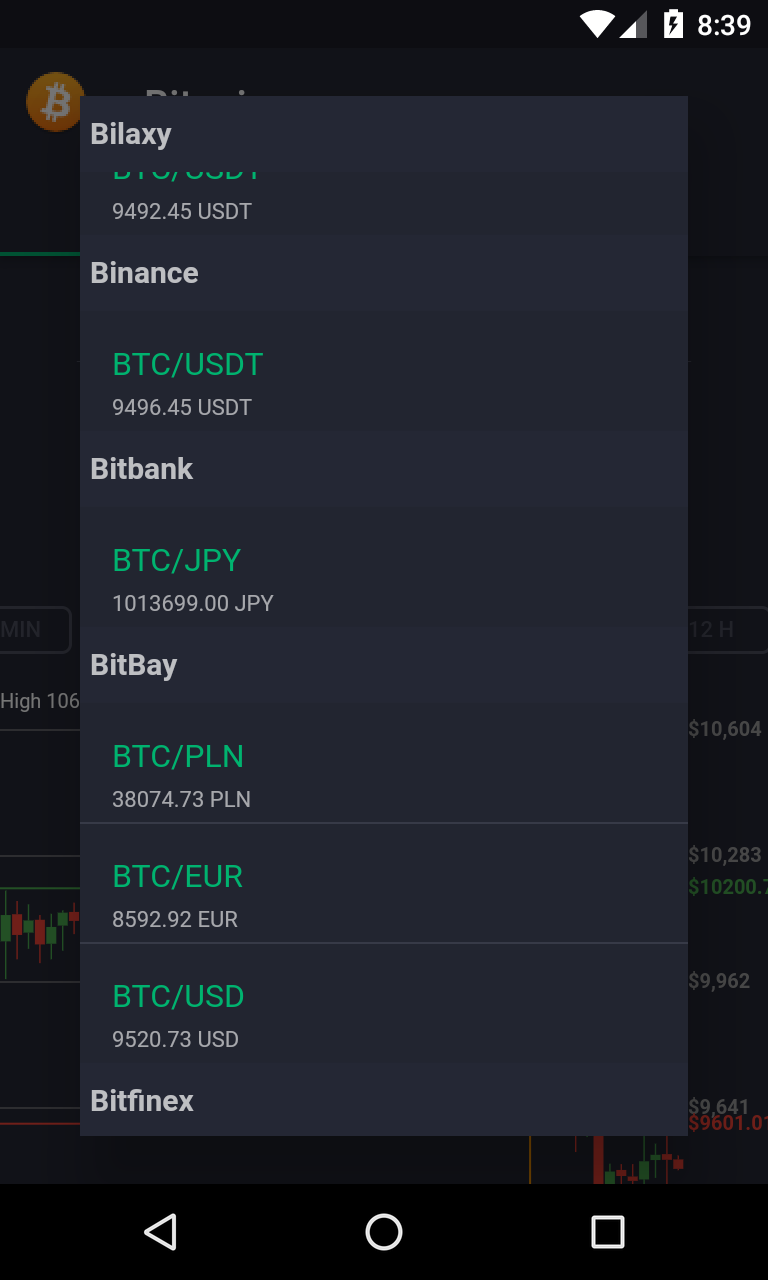 8:39
Bilaxy
BTC/USDT
9492.45 USDT
Binance
BTC/USDT
9496.45 USDT
Bitbank
BTC/JPY
1013699.00 JPY
MIN
12 H
BitBay
High 106
$10,604
BTC/PLN
38074.73 PLN
$10,283
BTC/EUR
$10200.7
8592.92 EUR
$9,962
BTC/USD
9520.73 USD
Bitfinex
$9,641
$9601.01